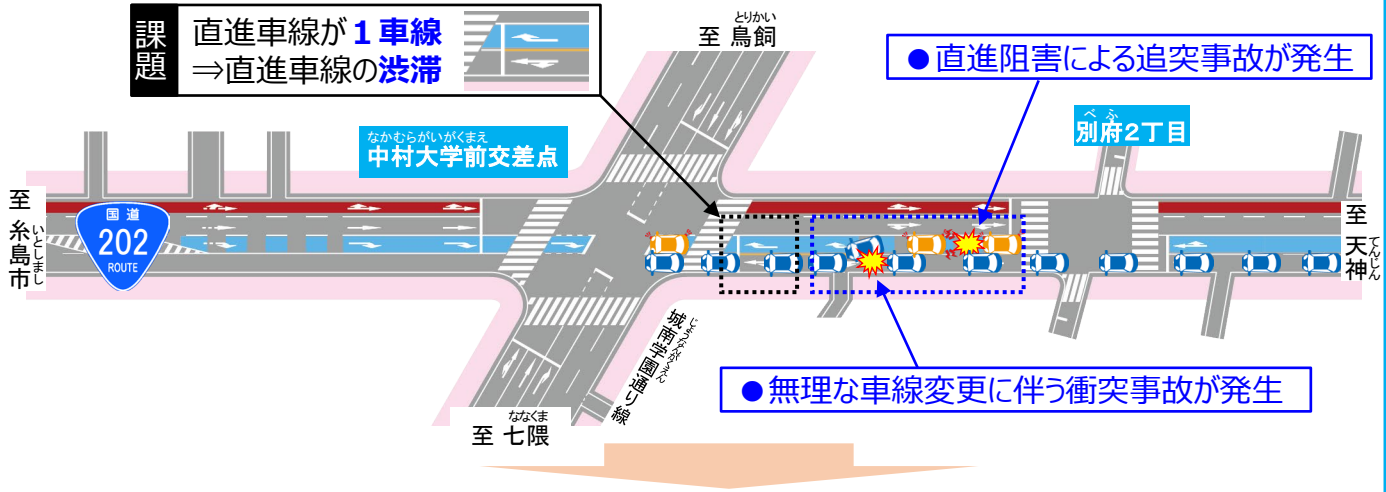 課題
直進車線が１車線
⇒直進車線の渋滞
とりかい
至 鳥飼
●直進阻害による追突事故が発生
べふ
別府2丁目
なかむらがいがくまえ
中村大学前交差点
至 糸島市
いとしまし
国道
202
ROUTE
至 天神
てんじん
城南学園通り線
じょうなんがくえん
●無理な車線変更に伴う衝突事故が発生
ななくま
至 七隈